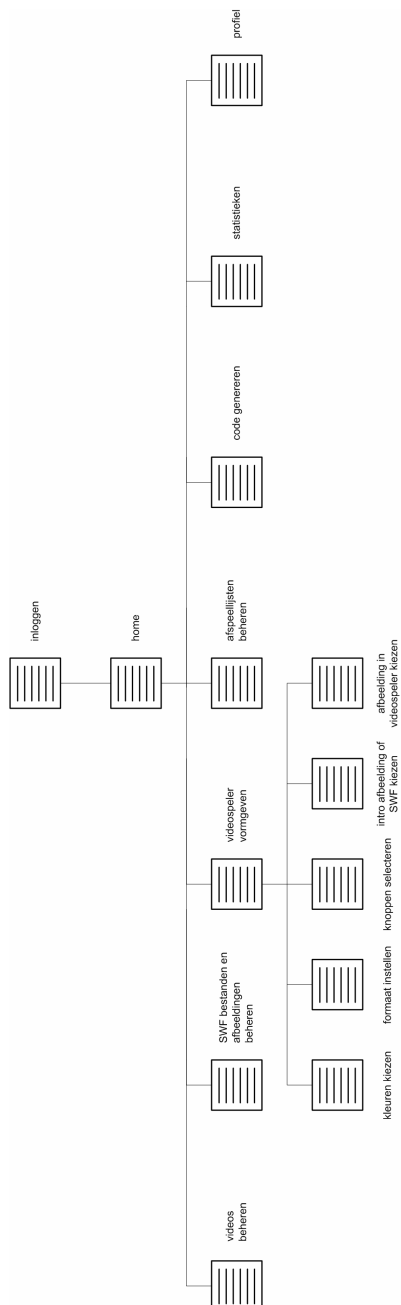 inloggen
home
videos
beheren
SWF bestanden en
afbeeldingen
beheren
videospeler
vormgeven
afspeellijsten
beheren
code genereren
statistieken
profiel
kleuren kiezen
formaat instellen
knoppen selecteren
intro afbeelding of
SWF kiezen
afbeelding in
videospeler kiezen